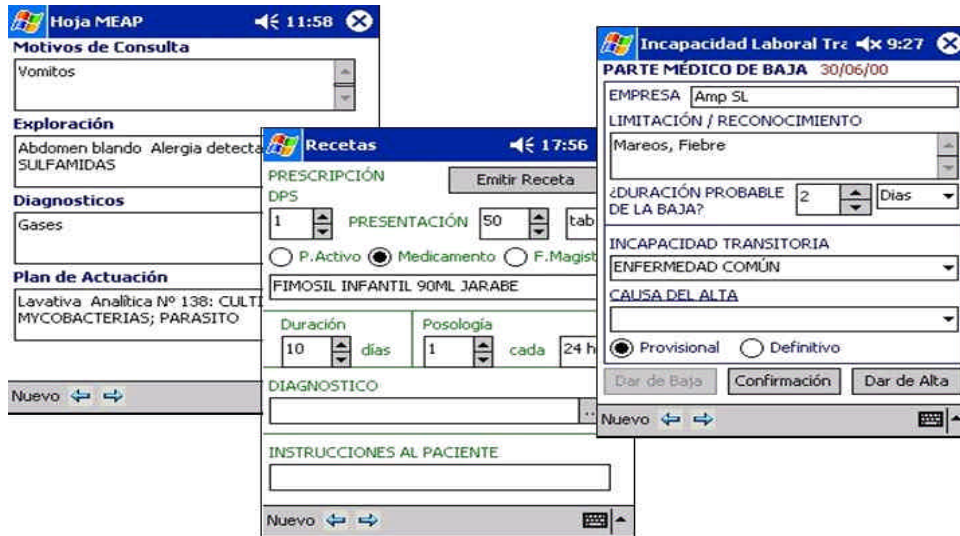 Hoja MEAP 11:58
Motivos de Consulta
Vomitos
Exploración
Abdomen blando Alergia detecta
SULFAMIDAS
Diagnosticos
Gases
Plan de Actuación
Lavativa Analítica Nº 138: CULTI
MYCOBACTERIAS; PARASITO
Nuevo
Recetas 17:56
PRESCRIPCIÓN
DPS
Emitir Receta
1 PRESENTACIÓN 50 tab
P.Activo Medicamento F.Magist
FIMOSIL INFANTIL 90ML JARABE
Duración Posología
10 días 1 cada 24 h
DIAGNOSTICO
..
INSTRUCCIONES AL PACIENTE
Nuevo
Incapacidad Laboral Tra 9:27
PARTE MÉDICO DE BAJA 30/06/00
EMPRESA Amp SL
LIMITACIÓN / RECONOCIMIENTO
Mareos, Fiebre
¿DURACIÓN PROBABLE
DE LA BAJA? 2 Dias
INCAPACIDAD TRANSITORIA
ENFERMEDAD COMÚN
CAUSA DEL ALTA
Provisional Definitivo
Dar de Baja Confirmación Dar de Alta
Nuevo